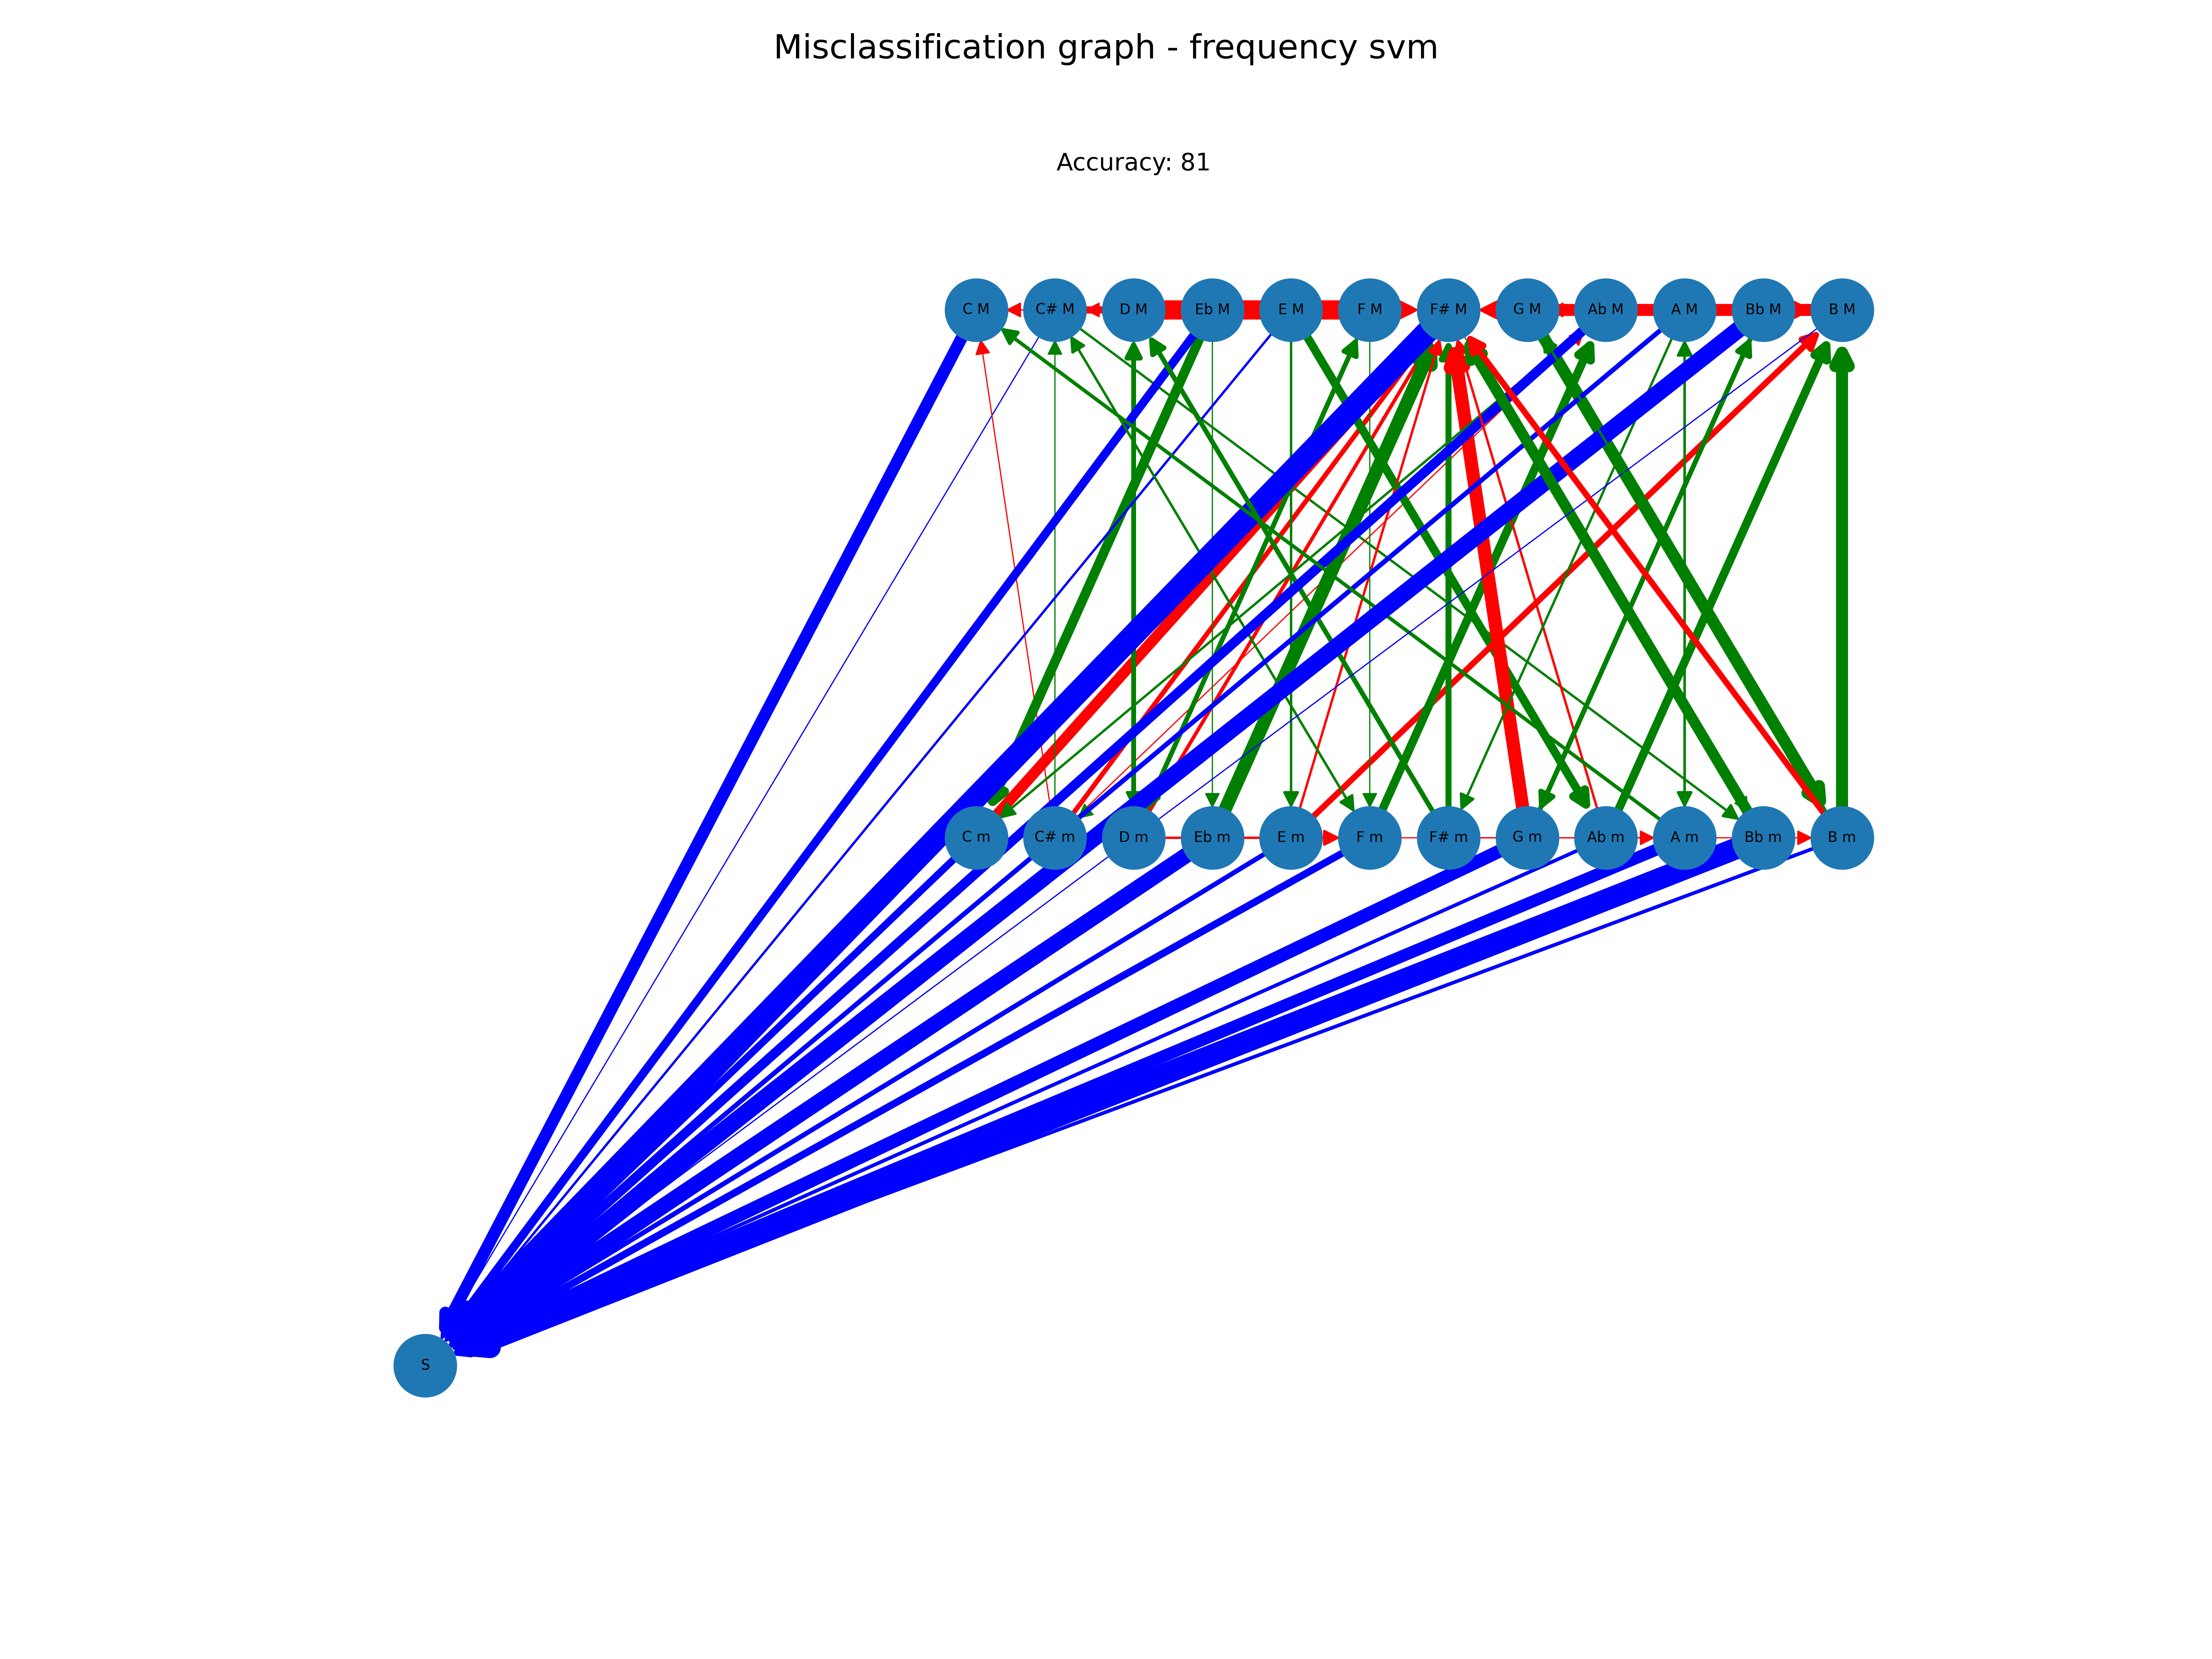 Misclassification graph - frequency svm
Accuracy: 81
C M C# M D M Eb M E M F M F# M G M Ab M A M Bb M B M
C m C# m D m Eb m E m F m F# m G m Ab m A m Bb m B m
S